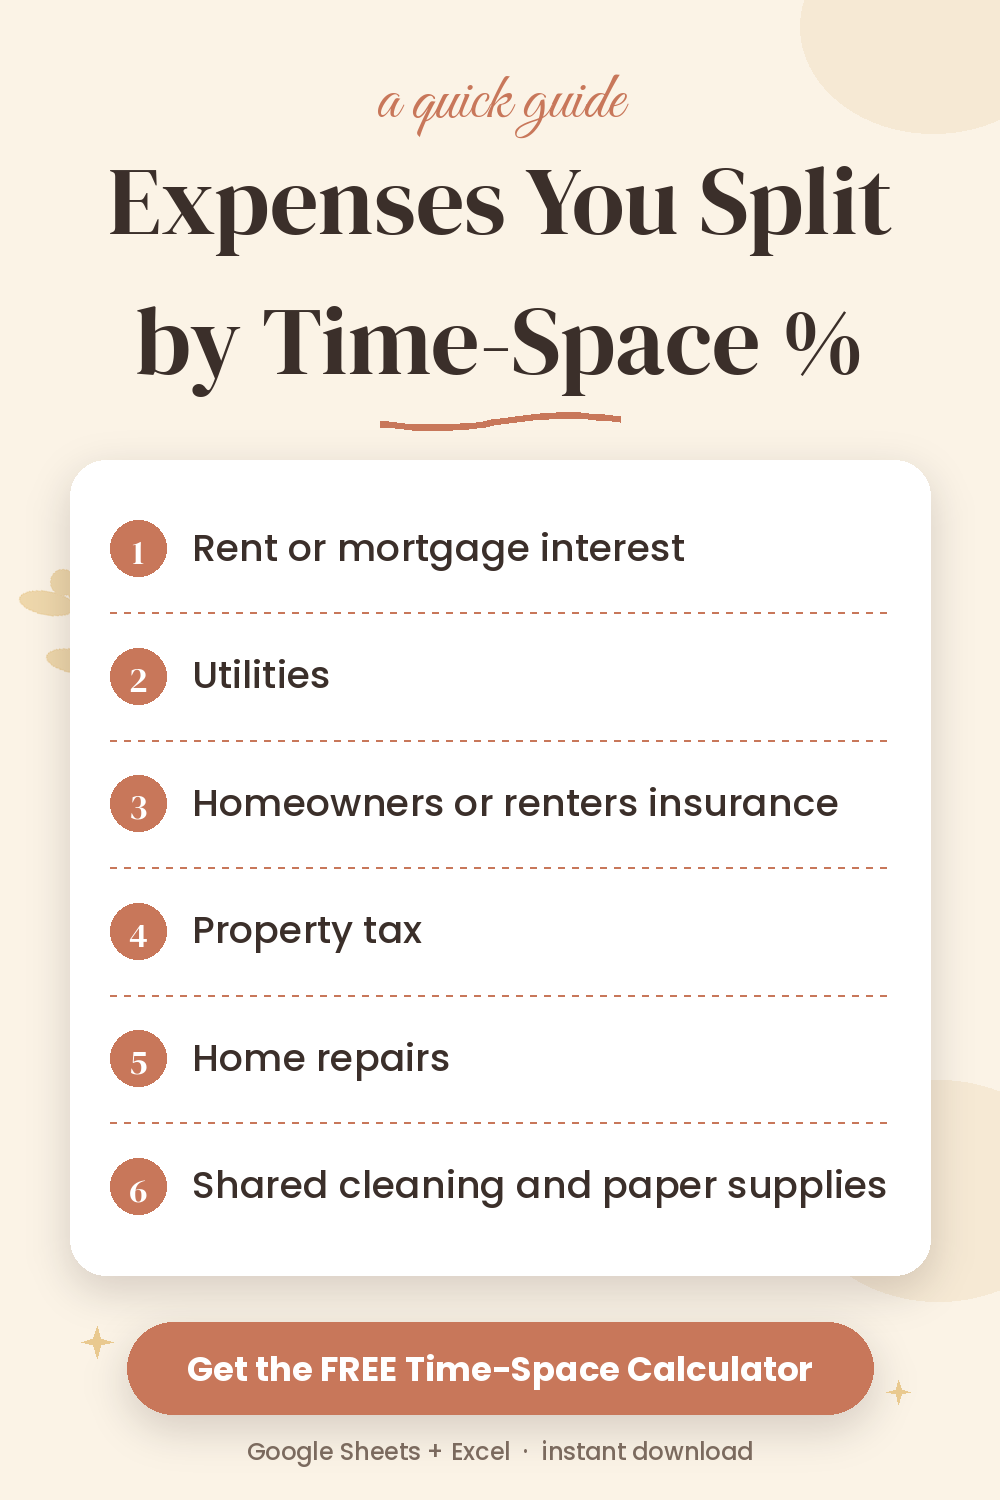 a quick guide
Expenses You Split
by Time-Space %
1 Rent or mortgage interest
2 Utilities
3 Homeowners or renters insurance
4 Property tax
5 Home repairs
6 Shared cleaning and paper supplies
Get the FREE Time-Space Calculator
Google Sheets + Excel · instant download